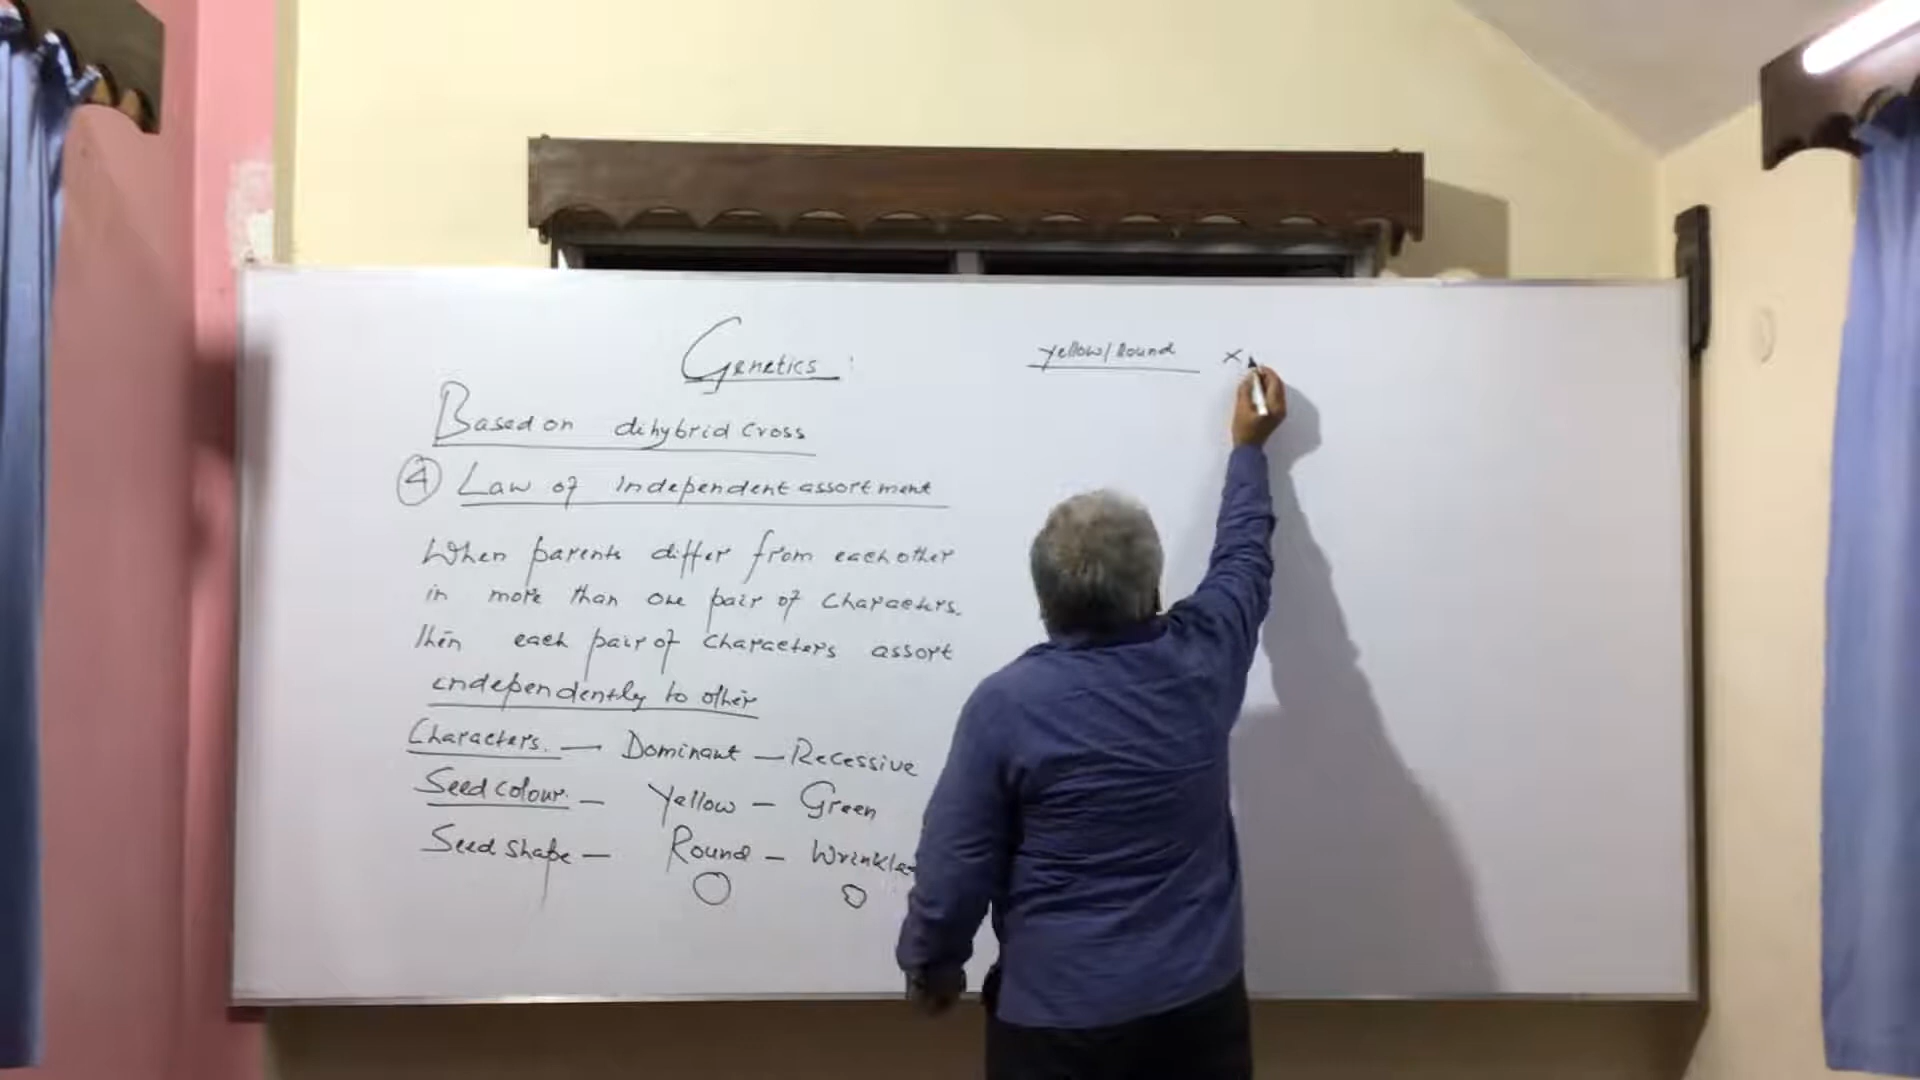 Genetics :
Based on dihybrid cross
④ Law of independent assortment
When parents differ from each other
in more than one pair of characters.
Then each pair of characters assort
independently to other
Characters. — Dominant — Recessive
Seed colour. — Yellow — Green
Seed shape — Round — Wrinkle
yellow/Round ×